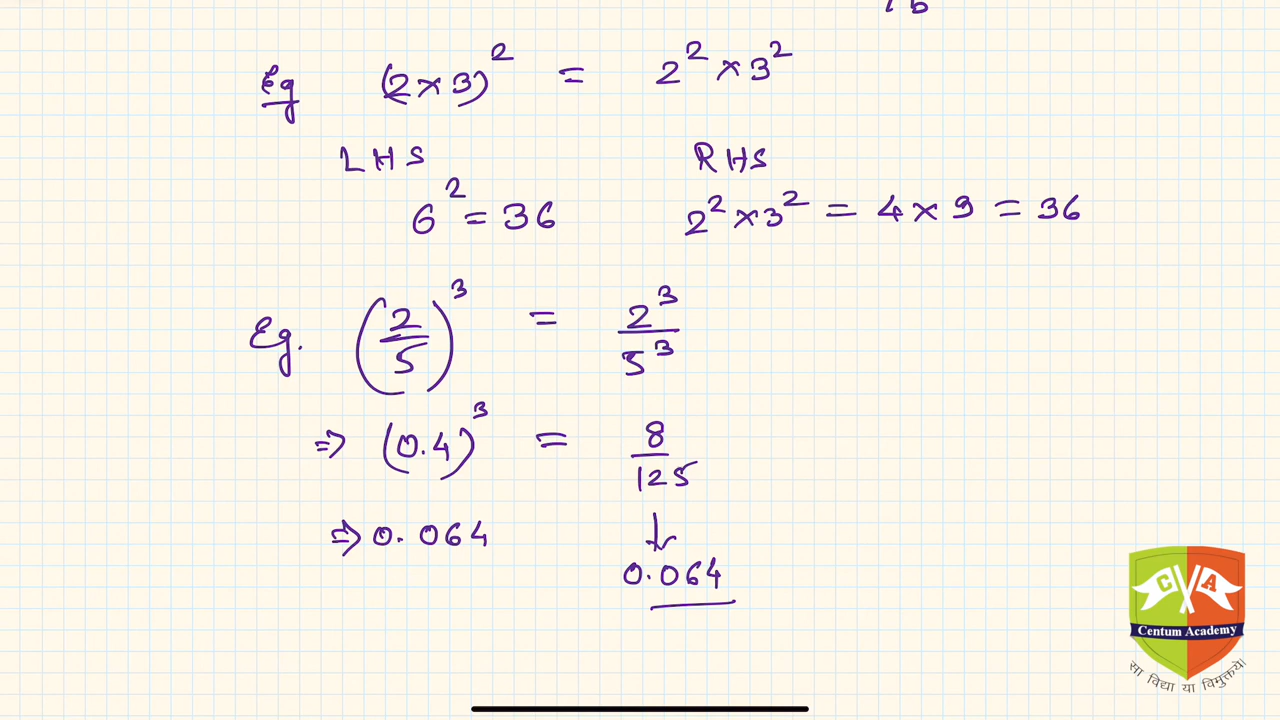 Eg (2×3)² = 2² × 3²
LHS RHS
6² = 36 2² × 3² = 4 × 9 = 36
Eg. (2/5)³ = 2³/5³
⇒ (0.4)³ = 8/125
↓
⇒ 0.064 0.064
C A
Centum Academy
सा विद्या या विमुक्तये।